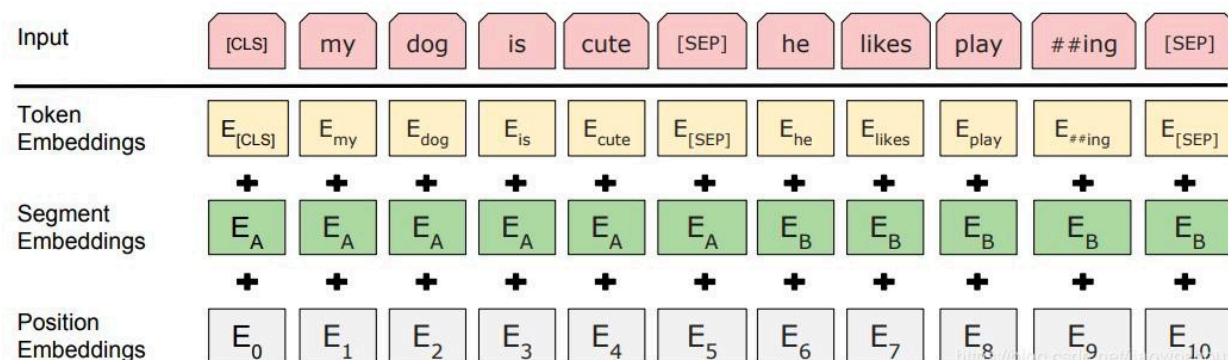 Input [CLS] my dog is cute [SEP] he likes play ##ing [SEP]
Token
Embeddings E[CLS] Emy Edog Eis Ecute E[SEP] Ehe Elikes Eplay E##ing E[SEP]
+ + + + + + + + + + +
Segment
Embeddings EA EA EA EA EA EA EB EB EB EB EB
+ + + + + + + + + + +
Position
Embeddings E0 E1 E2 E3 E4 E5 E6 E7 E8 E9 E10